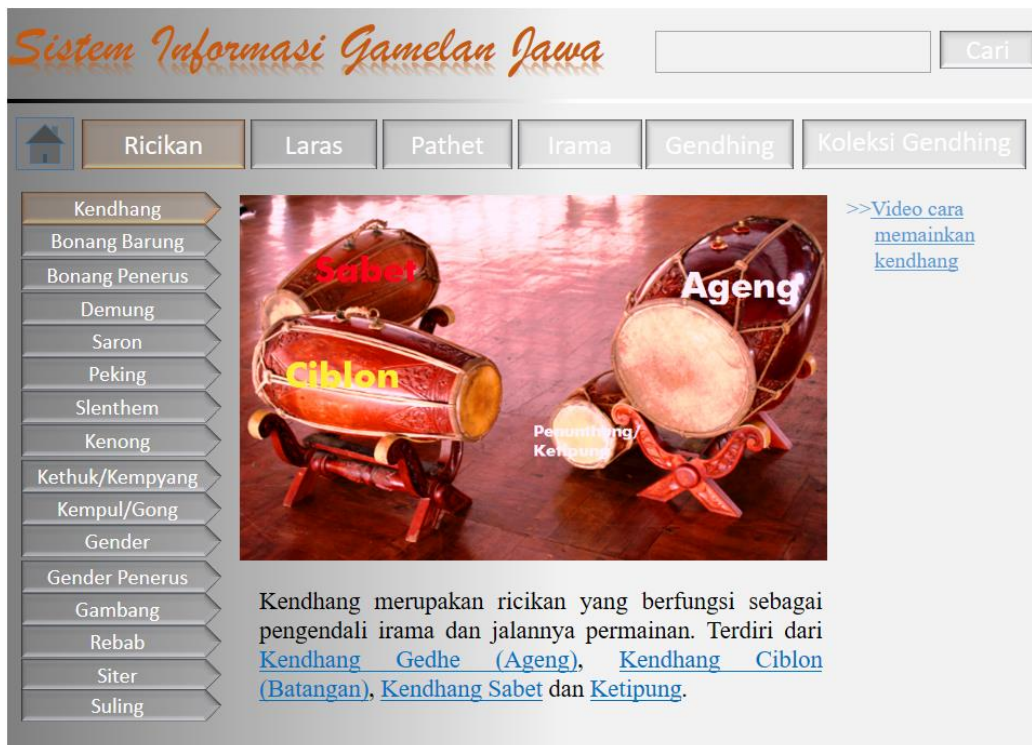 Sistem Informasi Gamelan Jawa
Cari
Ricikan
Laras
Pathet
Irama
Gendhing
Koleksi Gendhing
Kendhang
Bonang Barung
Bonang Penerus
Demung
Saron
Peking
Slenthem
Kenong
Kethuk/Kempyang
Kempul/Gong
Gender
Gender Penerus
Gambang
Rebab
Siter
Suling
Sabet
Ageng
Ciblon
Penunthung/
Ketipung
>>Video cara
memainkan
kendhang
Kendhang merupakan ricikan yang berfungsi sebagai
pengendali irama dan jalannya permainan. Terdiri dari
Kendhang Gedhe (Ageng), Kendhang Ciblon
(Batangan), Kendhang Sabet dan Ketipung.